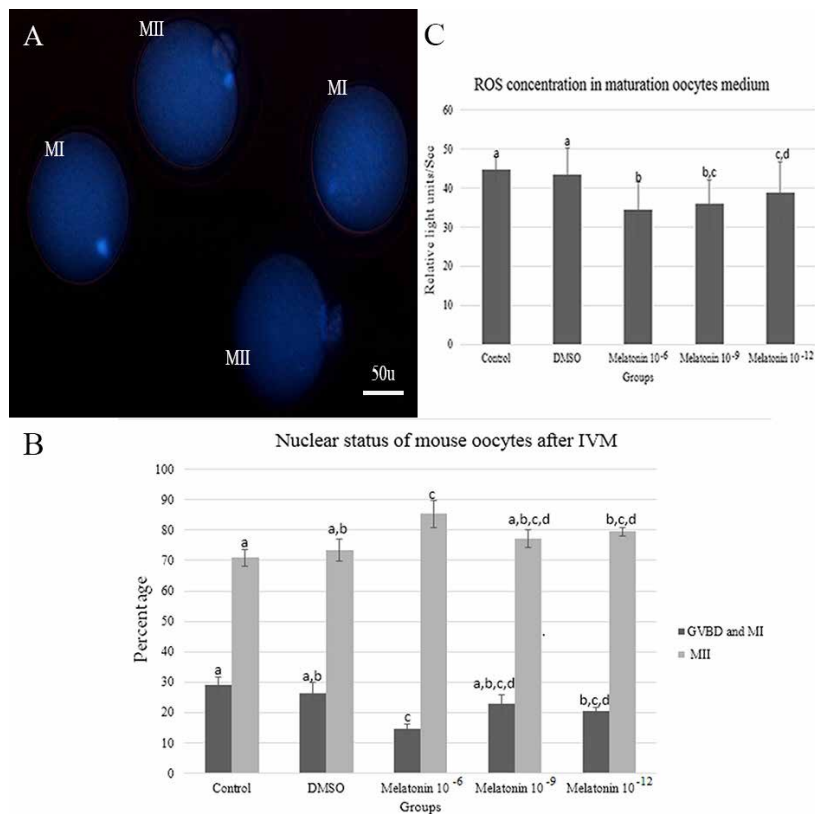 A
MII
MI
MI
MII
50u
C
ROS concentration in maturation oocytes medium
Relative light units/Sec
60
50
40
30
20
10
0
a
a
b
b,c
c,d
Control
DMSO
Melatonin 10 -6
Melatonin 10 -9
Melatonin 10 -12
Groups
B
Nuclear status of mouse oocytes after IVM
Percentage
100
90
80
70
60
50
40
30
20
10
0
a
a
a,b
a,b
c
c
a,b,c,d
a,b,c,d
b,c,d
b,c,d
GVBD and MI
MII
Control
DMSO
Melatonin 10 -6
Melatonin 10 -9
Melatonin 10 -12
Groups